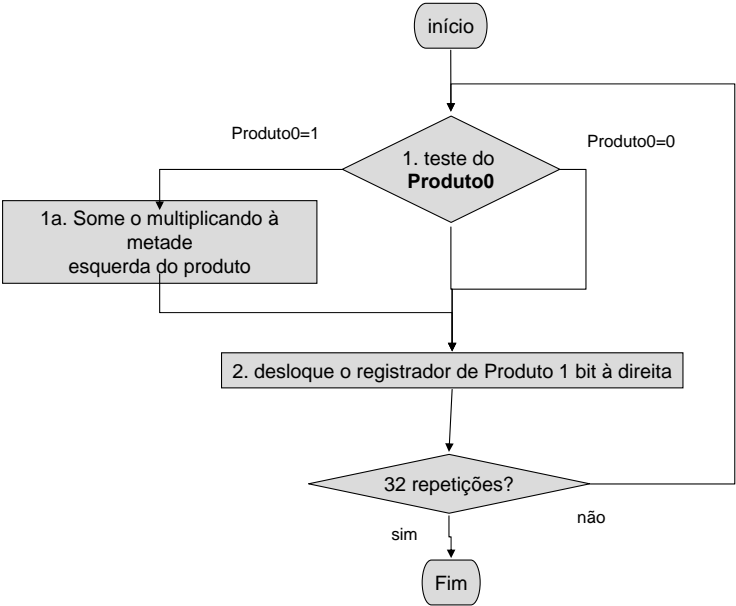 início
Produto0=1
Produto0=0
1. teste do
Produto0
1a. Some o multiplicando à
metade
esquerda do produto
2. desloque o registrador de Produto 1 bit à direita
32 repetições?
não
sim
Fim